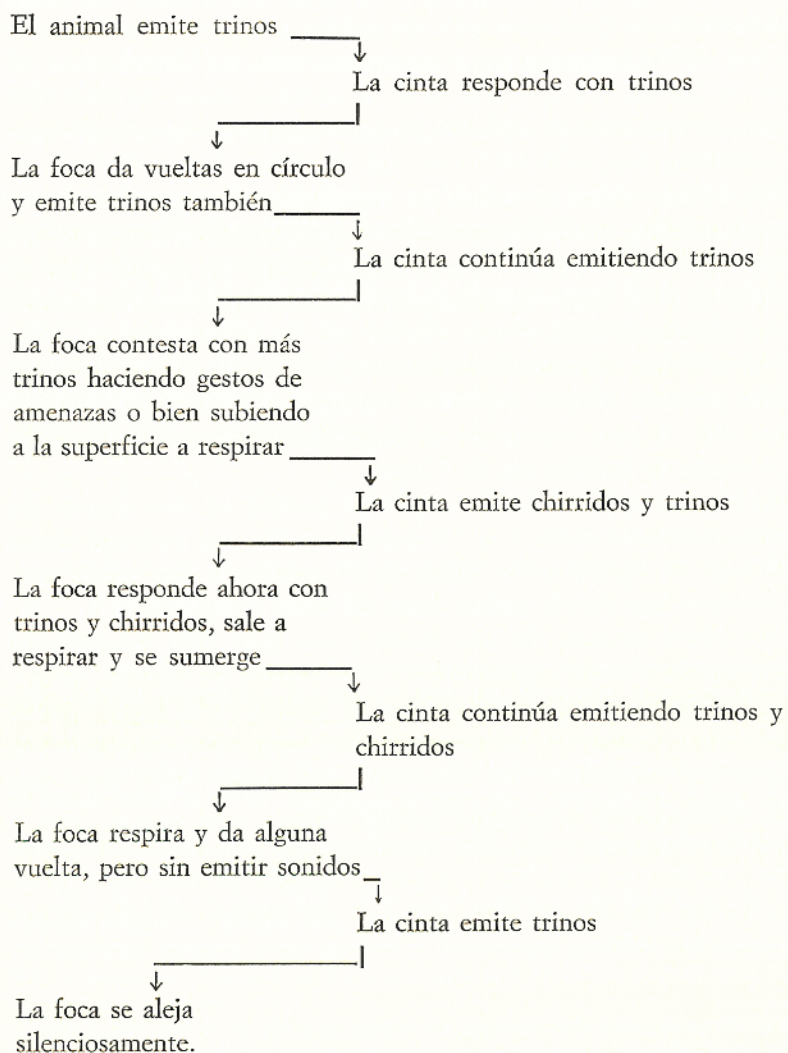 El animal emite trinos
La cinta responde con trinos
La foca da vueltas en círculo
y emite trinos también
La cinta continúa emitiendo trinos
La foca contesta con más
trinos haciendo gestos de
amenazas o bien subiendo
a la superficie a respirar
La cinta emite chirridos y trinos
La foca responde ahora con
trinos y chirridos, sale a
respirar y se sumerge
La cinta continúa emitiendo trinos y
chirridos
La foca respira y da alguna
vuelta, pero sin emitir sonidos
La cinta emite trinos
La foca se aleja
silenciosamente.